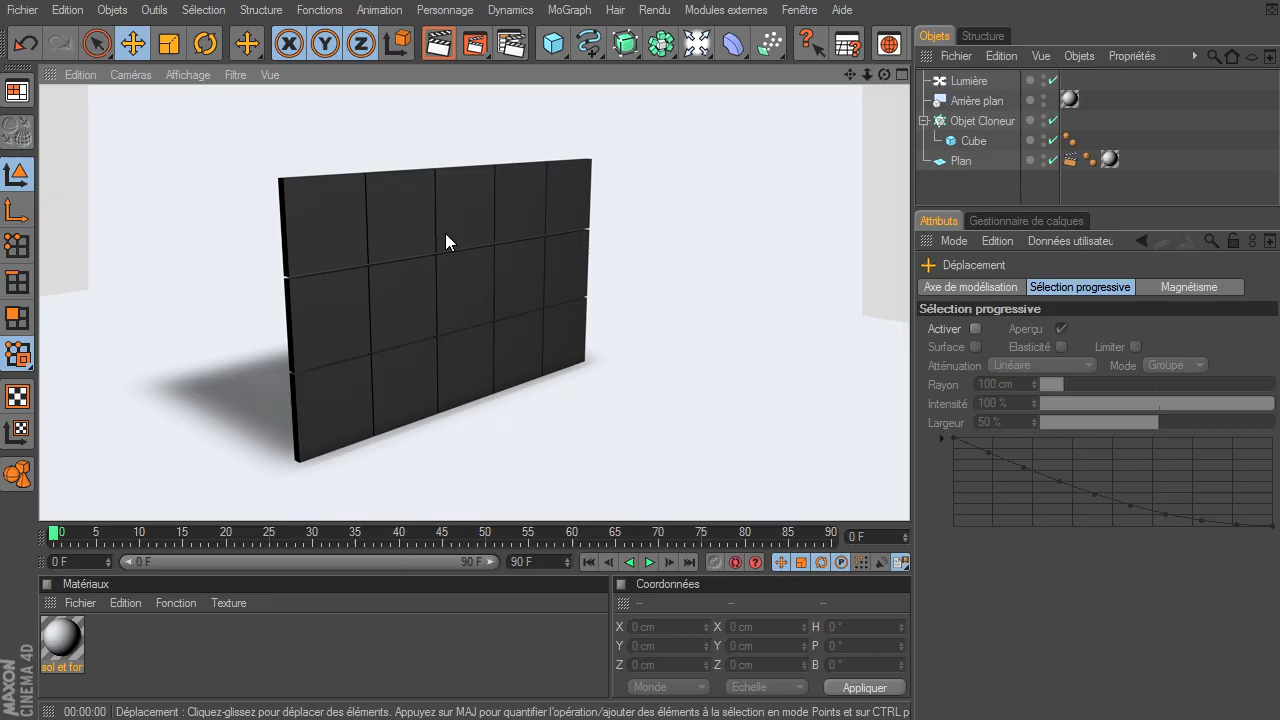 Fichier Edition Objets Outils Sélection Structure Fonctions Animation Personnage Dynamics MoGraph Hair Rendu Modules externes Fenêtre Aide
Objets Structure
Fichier Edition Vue Objets Propriétés
Edition Caméras Affichage Filtre Vue
X Y Z
Lumière
Arrière plan
Objet Cloneur
Cube
Plan
Attributs Gestionnaire de calques
Mode Edition Données utilisateu
Déplacement
Axe de modélisation Sélection progressive Magnétisme
Sélection progressive
Activer Aperçu
Surface Elasticité Limiter
Atténuation Linéaire Mode Groupe
Rayon 100 cm
Intensité 100 %
Largeur 50 %
0 5 10 15 20 25 30 35 40 45 50 55 60 65 70 75 80 85 90 0 F
0 F 0 F 90 F 90 F
Matériaux
Fichier Edition Fonction Texture
sol et for
Coordonnées
-- -- --
X 0 cm X 0 cm H 0 °
Y 0 cm Y 0 cm P 0 °
Z 0 cm Z 0 cm B 0 °
Monde Echelle Appliquer
MAXON CINEMA 4D
00:00:00 Déplacement : Cliquez-glissez pour déplacer des éléments. Appuyez sur MAJ pour quantifier l'opération/ajouter des éléments à la sélection en mode Points et sur CTRL p